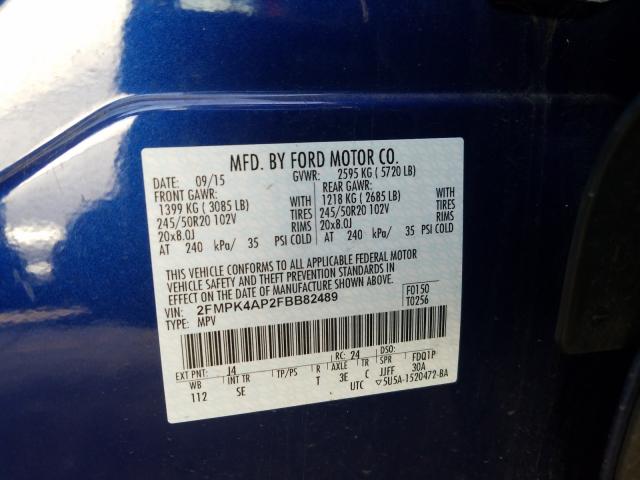 MFD. BY FORD MOTOR CO.
DATE: 09/15 GVWR: 2595 KG ( 5720 LB)
FRONT GAWR: REAR GAWR:
1399 KG ( 3085 LB) WITH 1218 KG ( 2685 LB) WITH
245/50R20 102V TIRES 245/50R20 102V TIRES
20x8.0J RIMS 20x8.0J RIMS
AT 240 kPa/ 35 PSI COLD AT 240 kPa/ 35 PSI COLD
THIS VEHICLE CONFORMS TO ALL APPLICABLE FEDERAL MOTOR
VEHICLE SAFETY AND THEFT PREVENTION STANDARDS IN
EFFECT ON THE DATE OF MANUFACTURE SHOWN ABOVE.
VIN: 2FMPK4AP2FBB82489 F0150
TYPE: MPV T0256
EXT PNT: J4 RC: 24 DSO: FDQ1P
WB INT TR TP/PS R AXLE TR SPR 30A
112 SE T 3E C JJFF
UTC 5U5A-1520472-BA